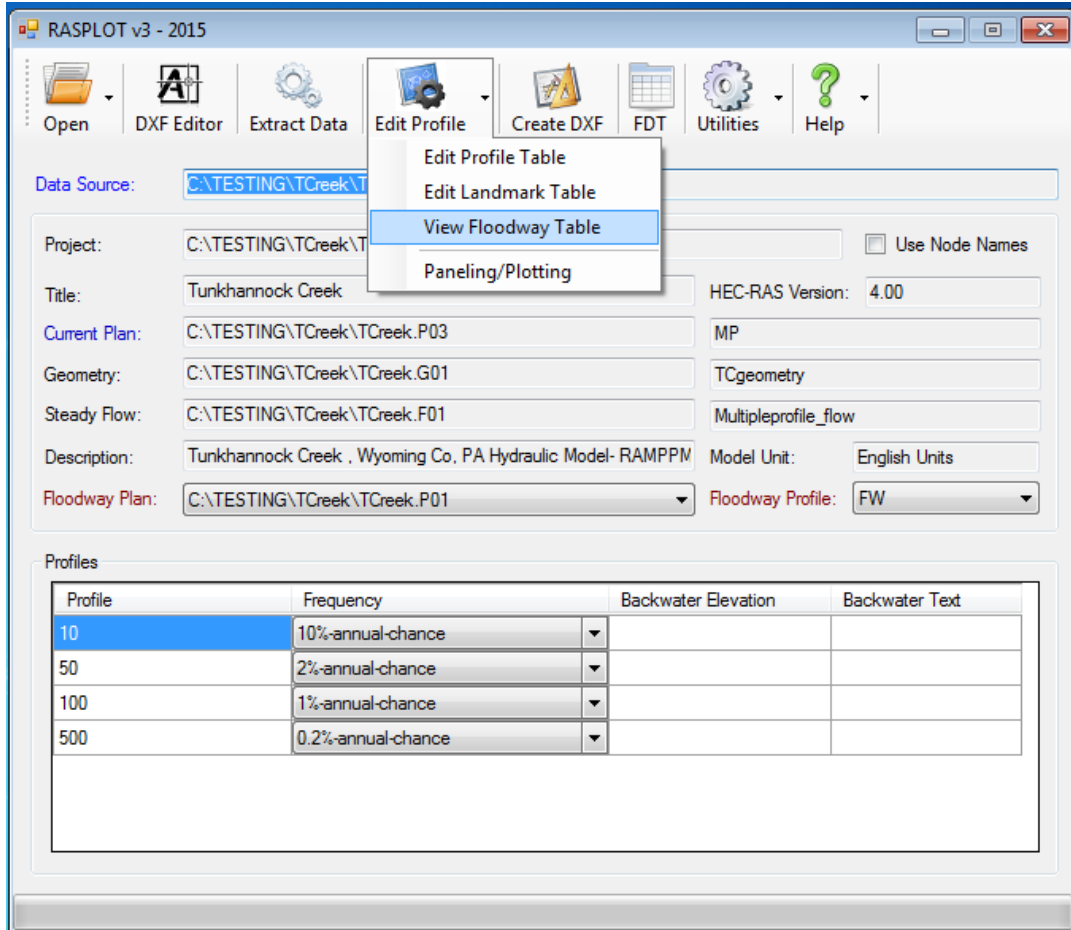 RASPLOT v3 - 2015
Open DXF Editor Extract Data Edit Profile Create DXF FDT Utilities Help
Edit Profile Table
Edit Landmark Table
View Floodway Table
Paneling/Plotting
Data Source: C:\TESTING\TCreek\T
Project: C:\TESTING\TCreek\T Use Node Names
Title: Tunkhannock Creek HEC-RAS Version: 4.00
Current Plan: C:\TESTING\TCreek\TCreek.P03 MP
Geometry: C:\TESTING\TCreek\TCreek.G01 TCgeometry
Steady Flow: C:\TESTING\TCreek\TCreek.F01 Multipleprofile_flow
Description: Tunkhannock Creek , Wyoming Co, PA Hydraulic Model- RAMPPM Model Unit: English Units
Floodway Plan: C:\TESTING\TCreek\TCreek.P01 Floodway Profile: FW
Profiles
Profile Frequency Backwater Elevation Backwater Text
10 10%-annual-chance
50 2%-annual-chance
100 1%-annual-chance
500 0.2%-annual-chance